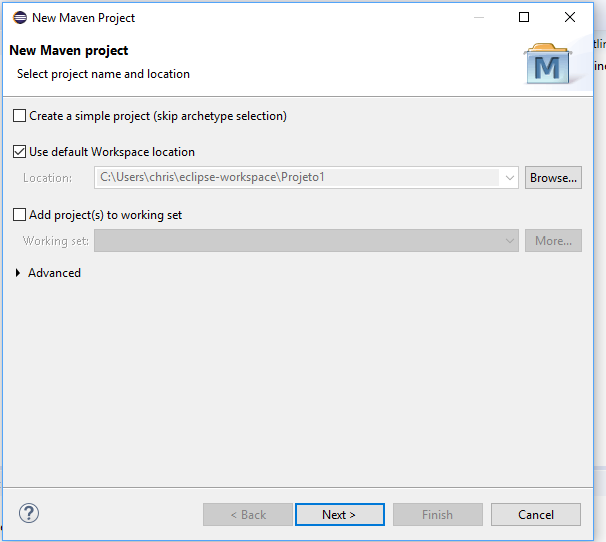 New Maven Project
New Maven project
Select project name and location
M
Create a simple project (skip archetype selection)
Use default Workspace location
Location: C:\Users\chris\eclipse-workspace\Projeto1 Browse...
Add project(s) to working set
Working set: More...
Advanced
? < Back Next > Finish Cancel